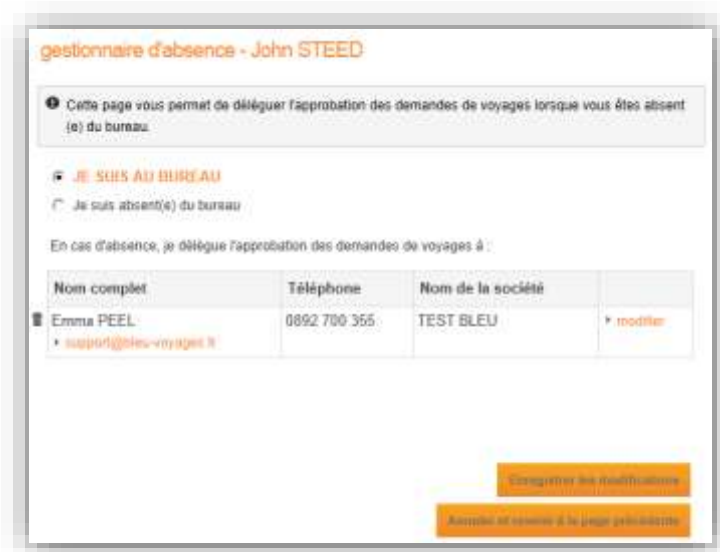 gestionnaire d'absence - John STEED
Cette page vous permet de déléguer l'approbation des demandes de voyages lorsque vous êtes absent
(e) du bureau.
JE SUIS AU BUREAU
Je suis absent(e) du bureau
En cas d'absence, je délègue l'approbation des demandes de voyages à :
Nom complet Téléphone Nom de la société
Emma PEEL 0892 700 355 TEST BLEU modifier
support@bleu-voyages.fr
Enregistrer les modifications
Annuler et revenir à la page précédente